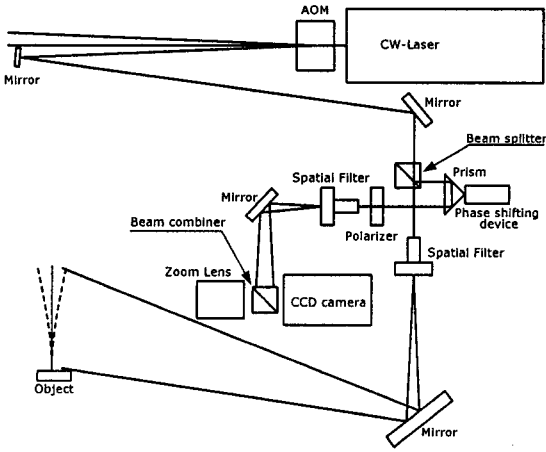 AOM
CW-Laser
Mirror
Mirror
Beam splitter
Spatial Filter
Prism
Mirror
Phase shifting
device
Beam combiner
Polarizer
Spatial Filter
Zoom Lens
CCD camera
Object
Mirror